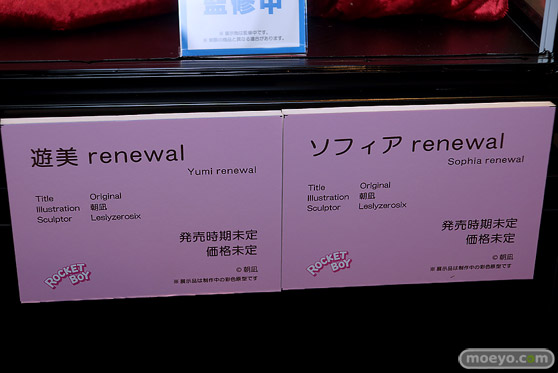 監修中
遊美 renewal
Yumi renewal
Title Original
Illustration 朝凪
Sculptor Leslyzerosix
発売時期未定
価格未定
© 朝凪
※ 展示品は制作中の彩色原型です
ROCKET BOY
ソフィア renewal
Sophia renewal
Title Original
Illustration 朝凪
Sculptor Leslyzerosix
発売時期未定
価格未定
© 朝凪
※ 展示品は制作中の彩色原型です
ROCKET BOY
moeyo.com